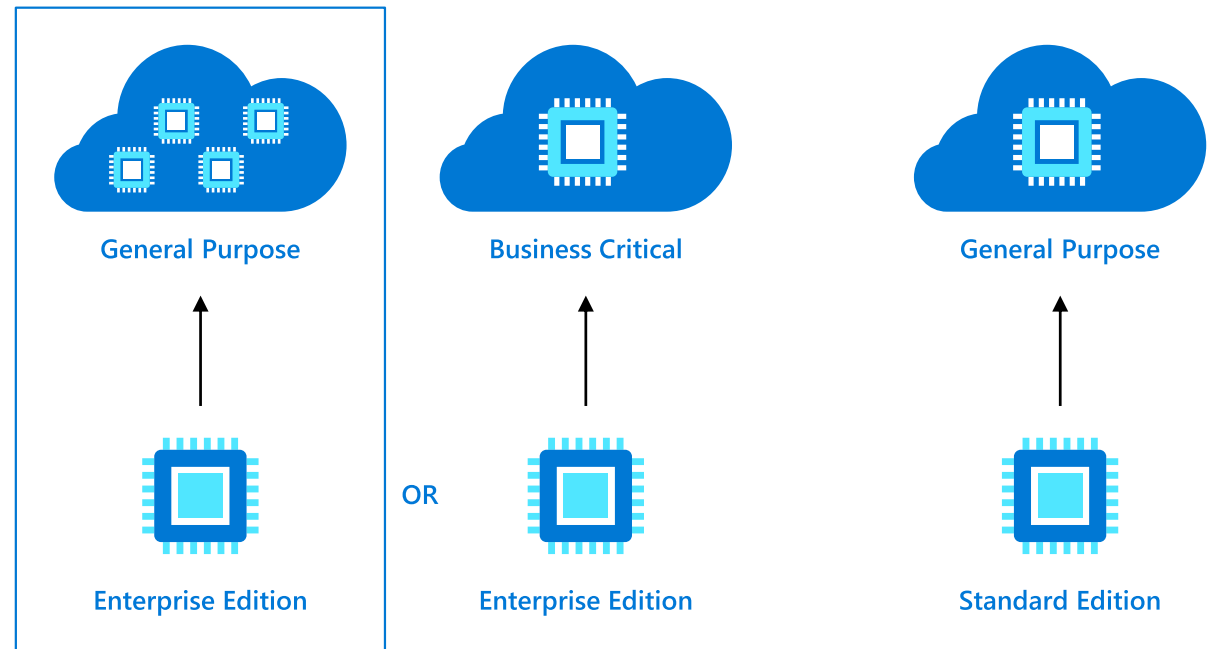 General Purpose
Business Critical
General Purpose
OR
Enterprise Edition
Enterprise Edition
Standard Edition